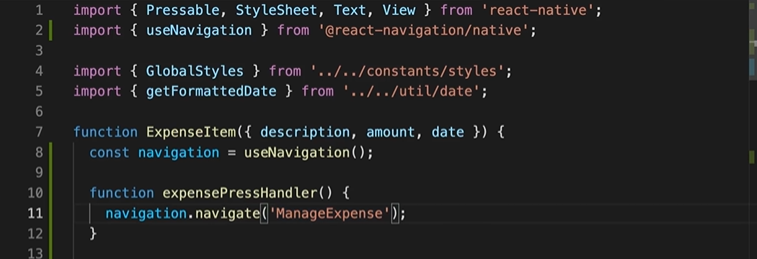 1 import { Pressable, StyleSheet, Text, View } from 'react-native';
2 import { useNavigation } from '@react-navigation/native';
3
4 import { GlobalStyles } from '../../constants/styles';
5 import { getFormattedDate } from '../../util/date';
6
7 function ExpenseItem({ description, amount, date }) {
8 const navigation = useNavigation();
9
10 function expensePressHandler() {
11 navigation.navigate('ManageExpense');
12 }
13